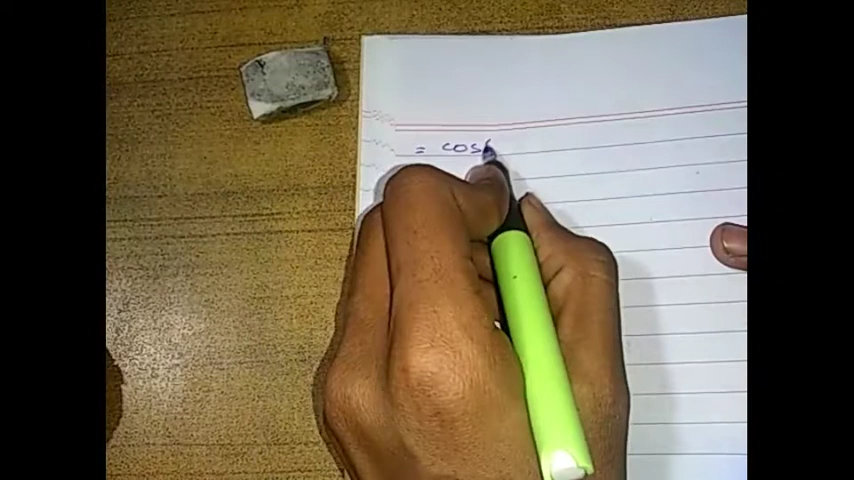 = cos